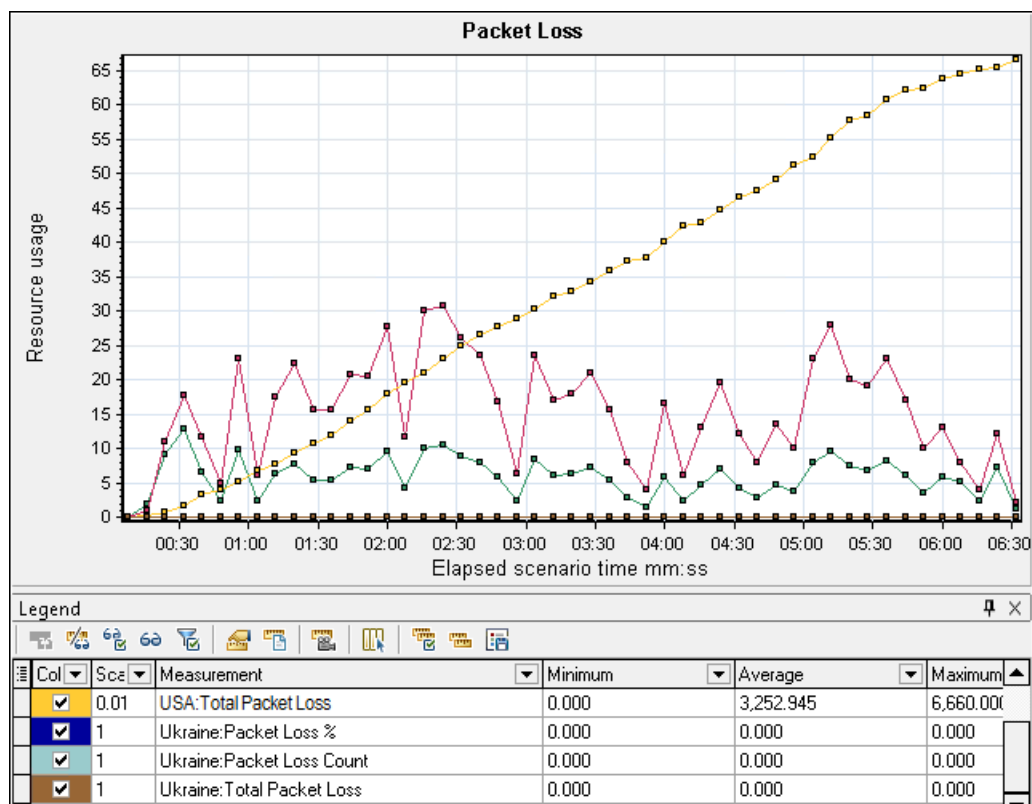 Packet Loss
65
60
55
50
45
40
35
30
25
20
15
10
5
0
Resource usage
00:30 01:00 01:30 02:00 02:30 03:00 03:30 04:00 04:30 05:00 05:30 06:00 06:30
Elapsed scenario time mm:ss
Legend
Col Sca Measurement Minimum Average Maximum
0.01 USA:Total Packet Loss 0.000 3,252.945 6,660.000
1 Ukraine:Packet Loss % 0.000 0.000 0.000
1 Ukraine:Packet Loss Count 0.000 0.000 0.000
1 Ukraine:Total Packet Loss 0.000 0.000 0.000